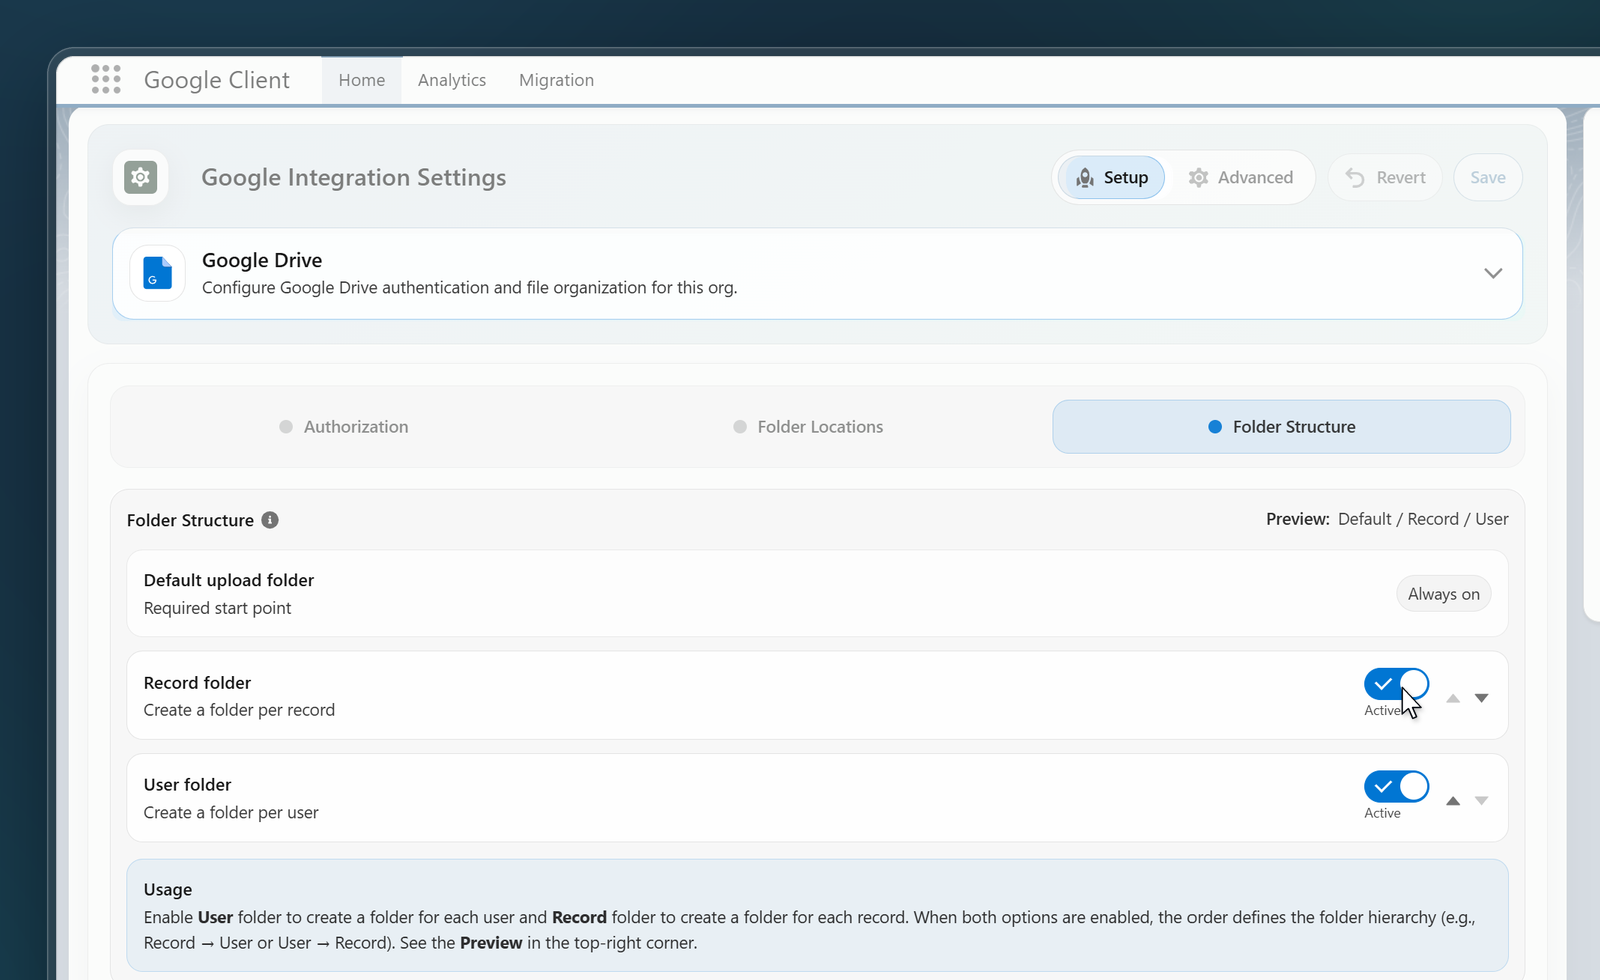 Google Client
Home
Analytics
Migration
Google Integration Settings
Setup
Advanced
Revert
Save
G
Google Drive
Configure Google Drive authentication and file organization for this org.
Authorization
Folder Locations
Folder Structure
Folder Structure
Preview: Default / Record / User
Default upload folder
Required start point
Always on
Record folder
Create a folder per record
Active
User folder
Create a folder per user
Active
Usage
Enable User folder to create a folder for each user and Record folder to create a folder for each record. When both options are enabled, the order defines the folder hierarchy (e.g.,
Record → User or User → Record). See the Preview in the top-right corner.